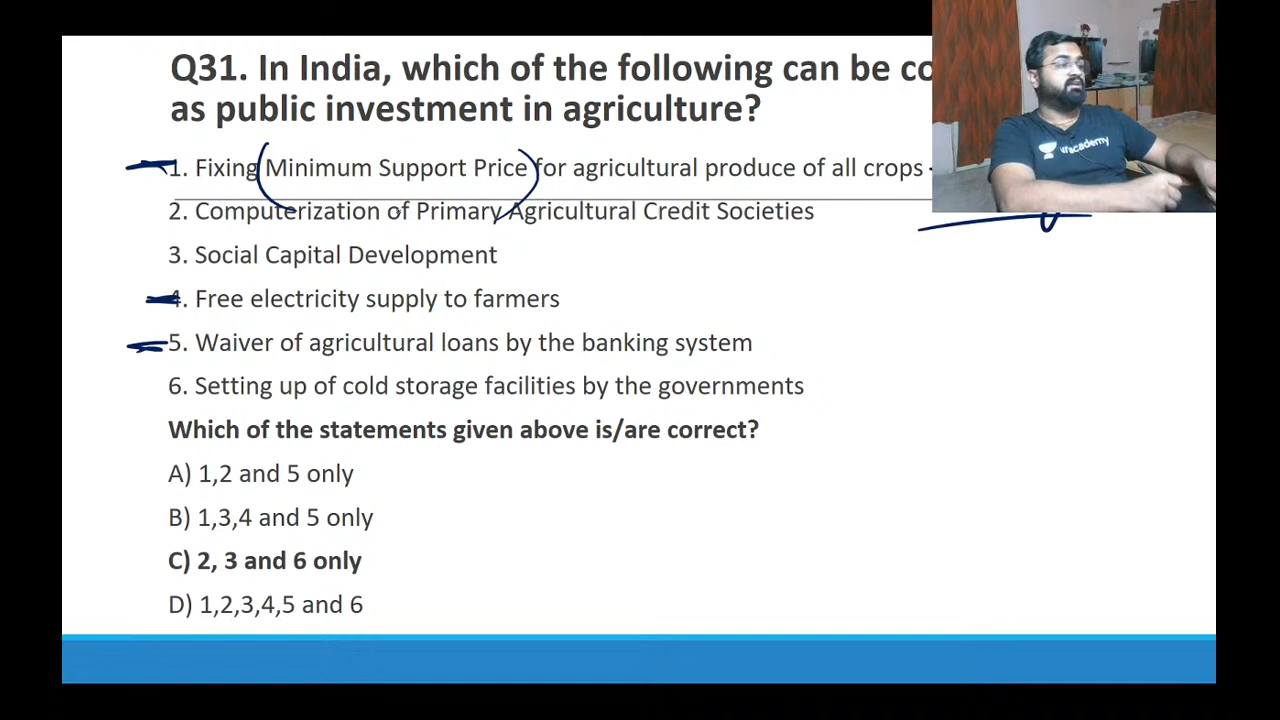 Q31. In India, which of the following can be
as public investment in agriculture?
1. Fixing Minimum Support Price for agricultural produce of all crops
2. Computerization of Primary Agricultural Credit Societies
3. Social Capital Development
4. Free electricity supply to farmers
5. Waiver of agricultural loans by the banking system
6. Setting up of cold storage facilities by the governments
Which of the statements given above is/are correct?
A) 1,2 and 5 only
B) 1,3,4 and 5 only
C) 2, 3 and 6 only
D) 1,2,3,4,5 and 6